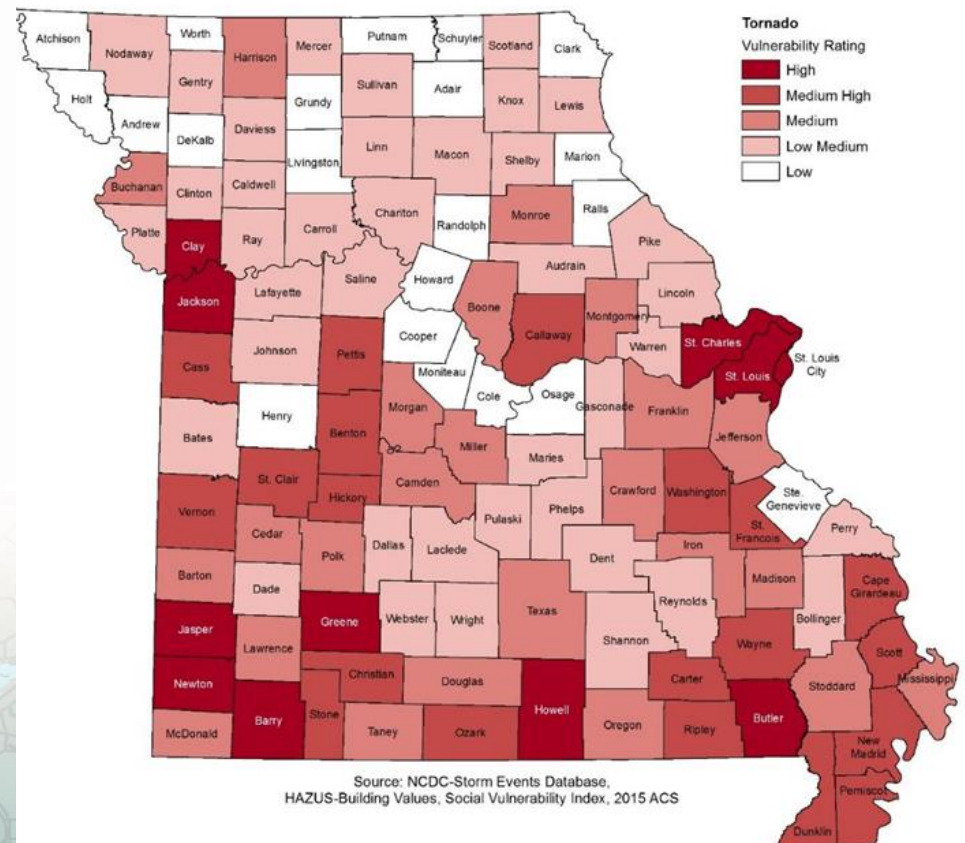 Tornado
Vulnerability Rating
High
Medium High
Medium
Low Medium
Low
Atchison
Nodaway
Worth
Harrison
Mercer
Putnam
Schuyler
Scotland
Clark
Holt
Gentry
Grundy
Sullivan
Adair
Knox
Lewis
Andrew
DeKalb
Daviess
Livingston
Linn
Macon
Shelby
Marion
Buchanan
Clinton
Caldwell
Chariton
Randolph
Monroe
Ralls
Platte
Clay
Ray
Carroll
Pike
Audrain
Jackson
Lafayette
Saline
Howard
Boone
Callaway
Montgomery
Lincoln
Warren
St. Charles
St. Louis
St. Louis
City
Cass
Johnson
Pettis
Cooper
Moniteau
Cole
Osage
Gasconade
Franklin
Jefferson
Bates
Henry
Benton
Morgan
Miller
Maries
St. Clair
Hickory
Camden
Pulaski
Phelps
Crawford
Washington
Ste.
Genevieve
St.
Francois
Perry
Vernon
Cedar
Polk
Dallas
Laclede
Dent
Iron
Madison
Barton
Dade
Greene
Webster
Wright
Texas
Shannon
Reynolds
Bollinger
Cape
Girardeau
Jasper
Lawrence
Christian
Douglas
Howell
Carter
Wayne
Scott
Mississippi
Newton
Barry
Stone
Taney
Ozark
Oregon
Ripley
Butler
Stoddard
McDonald
New
Madrid
Pemiscot
Dunklin
Source: NCDC-Storm Events Database,
HAZUS-Building Values, Social Vulnerability Index, 2015 ACS